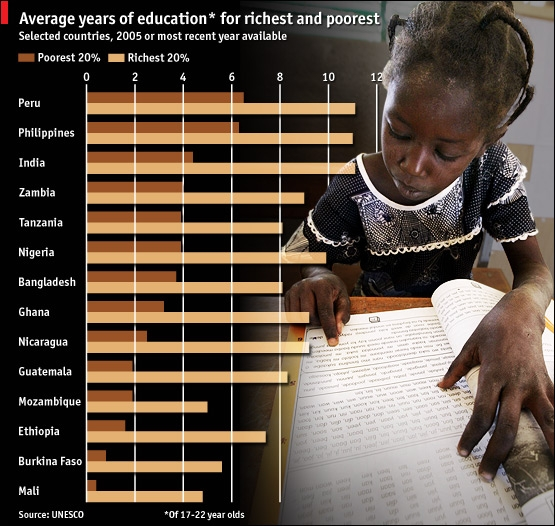 Average years of education* for richest and poorest
Selected countries, 2005 or most recent year available
Poorest 20% Richest 20%
0 2 4 6 8 10 12
Peru
Philippines
India
Zambia
Tanzania
Nigeria
Bangladesh
Ghana
Nicaragua
Guatemala
Mozambique
Ethiopia
Burkina Faso
Mali
Source: UNESCO *Of 17-22 year olds